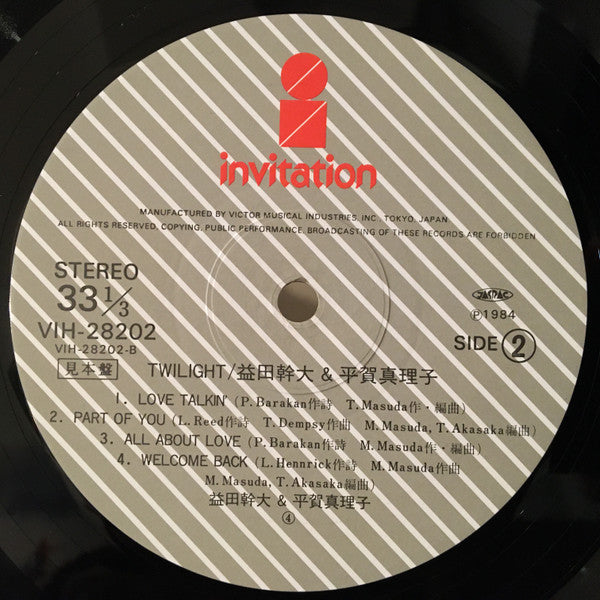 invitation
MANUFACTURED BY VICTOR MUSICAL INDUSTRIES, INC., TOKYO, JAPAN
ALL RIGHTS RESERVED. COPYING, PUBLIC PERFORMANCE, BROADCASTING OF THESE RECORDS ARE FORBIDDEN
STEREO
33 1/3
VIH-28202
VIH-28202-B
見本盤
JASRAC
Ⓟ1984
SIDE ②
TWILIGHT/益田幹大 & 平賀真理子
1. LOVE TALKIN' (P. Barakan作詩 T. Masuda作・編曲)
2. PART OF YOU (L. Reed作詩 T. Dempsy作曲 M. Masuda, T. Akasaka編曲)
3. ALL ABOUT LOVE (P. Barakan作詩 M. Masuda作・編曲)
4. WELCOME BACK (L. Hennrick作詩 M. Masuda作曲
M. Masuda, T. Akasaka編曲)
益田幹大 & 平賀真理子
④